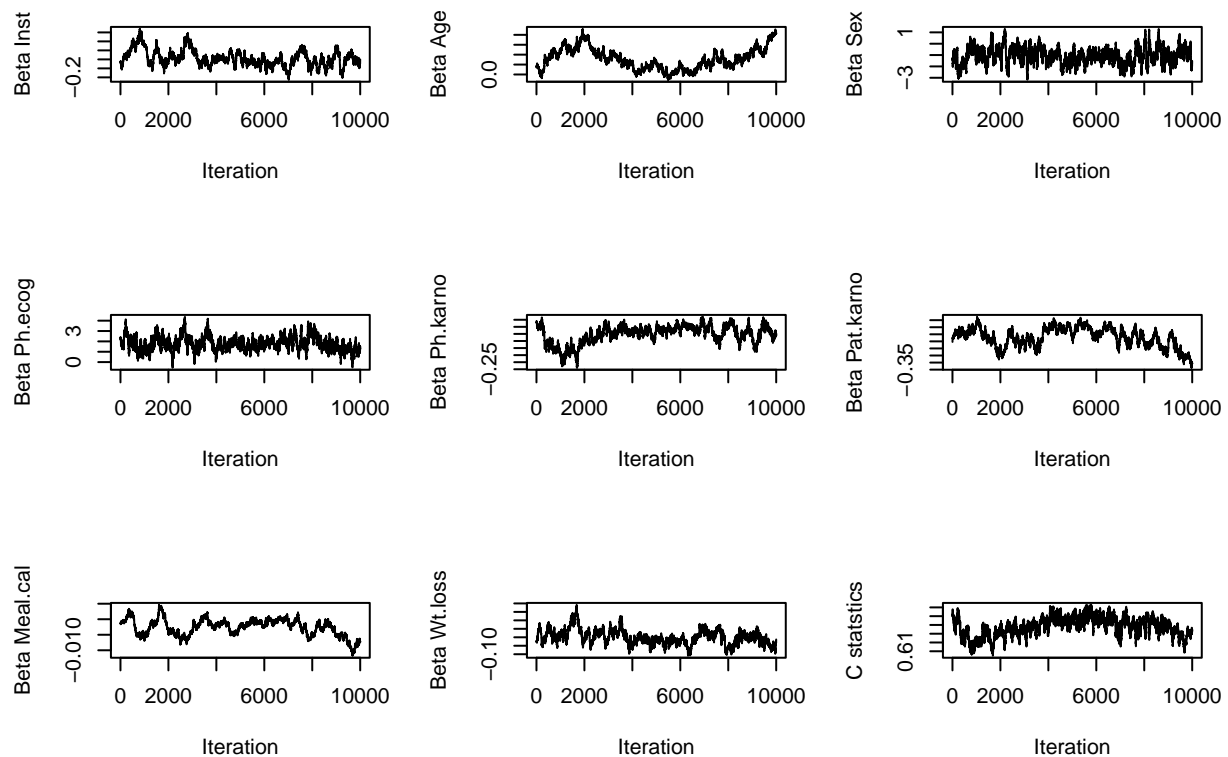 Beta Inst
−0.2
0 2000 6000 10000
Iteration
Beta Age
0.0
0 2000 6000 10000
Iteration
Beta Sex
1
−3
0 2000 6000 10000
Iteration
Beta Ph.ecog
3
0
0 2000 6000 10000
Iteration
Beta Ph.karno
−0.25
0 2000 6000 10000
Iteration
Beta Pat.karno
−0.35
0 2000 6000 10000
Iteration
Beta Meal.cal
−0.010
0 2000 6000 10000
Iteration
Beta Wt.loss
−0.10
0 2000 6000 10000
Iteration
C statstics
0.61
0 2000 6000 10000
Iteration